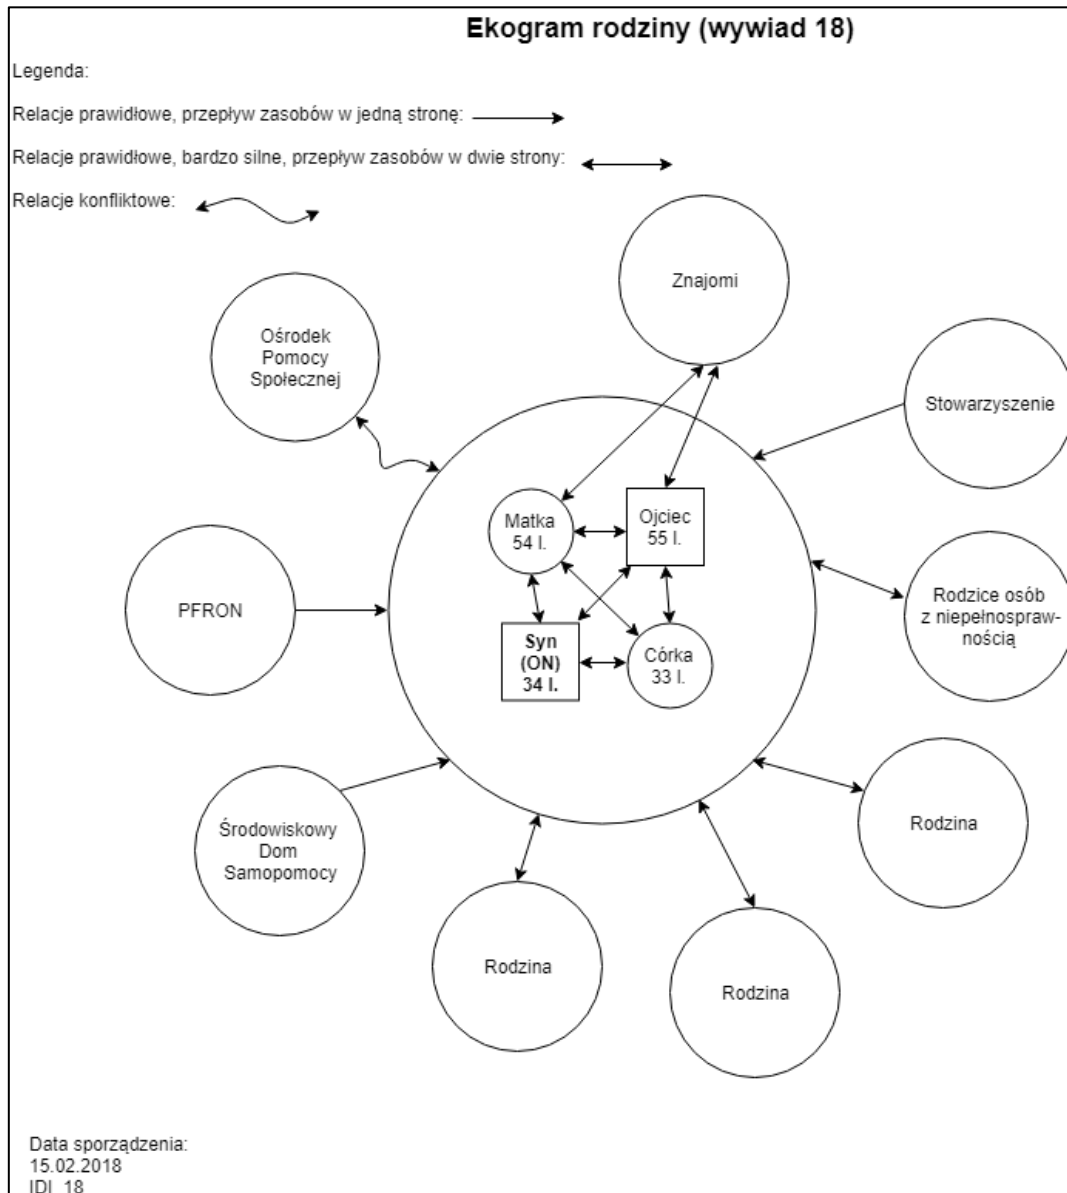 Ekogram rodziny (wywiad 18)
Legenda:
Relacje prawidłowe, przepływ zasobów w jedną stronę:
Relacje prawidłowe, bardzo silne, przepływ zasobów w dwie strony:
Relacje konfliktowe:
Znajomi
Ośrodek
Pomocy
Społecznej
Stowarzyszenie
Matka
54 l.
Ojciec
55 l.
PFRON
Rodzice osób
z niepełnospraw-
nością
Syn
(ON)
34 l.
Córka
33 l.
Środowiskowy
Dom
Samopomocy
Rodzina
Rodzina
Rodzina
Data sporządzenia:
15.02.2018
IDI_18